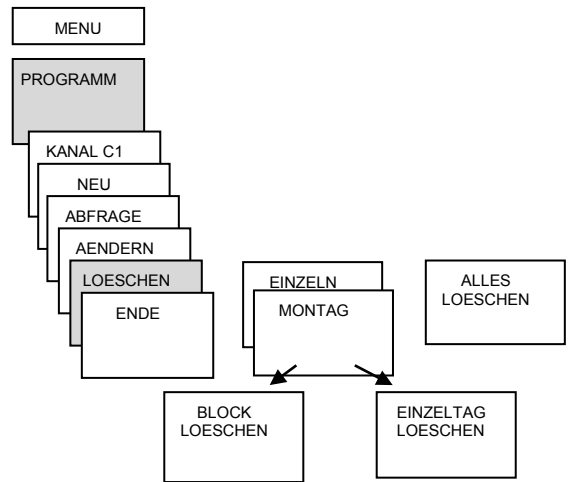 MENU
PROGRAMM
KANAL C1
NEU
ABFRAGE
AENDERN
LOESCHEN
ENDE
EINZELN
MONTAG
ALLES
LOESCHEN
BLOCK
LOESCHEN
EINZELTAG
LOESCHEN